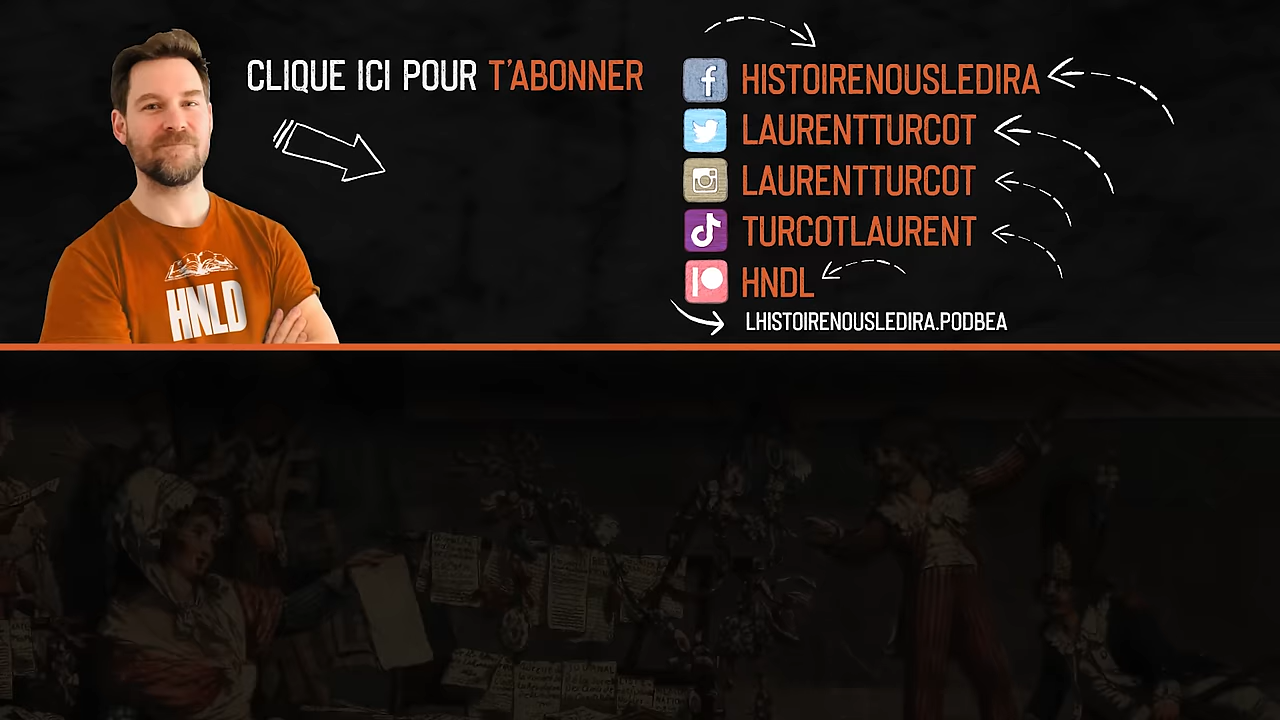 CLIQUE ICI POUR T'ABONNER
HISTOIRENOUSLEDIRA
LAURENTTURCOT
LAURENTTURCOT
TURCOTLAURENT
HNDL
LHISTOIRENOUSLEDIRA.PODBEA
HNLD